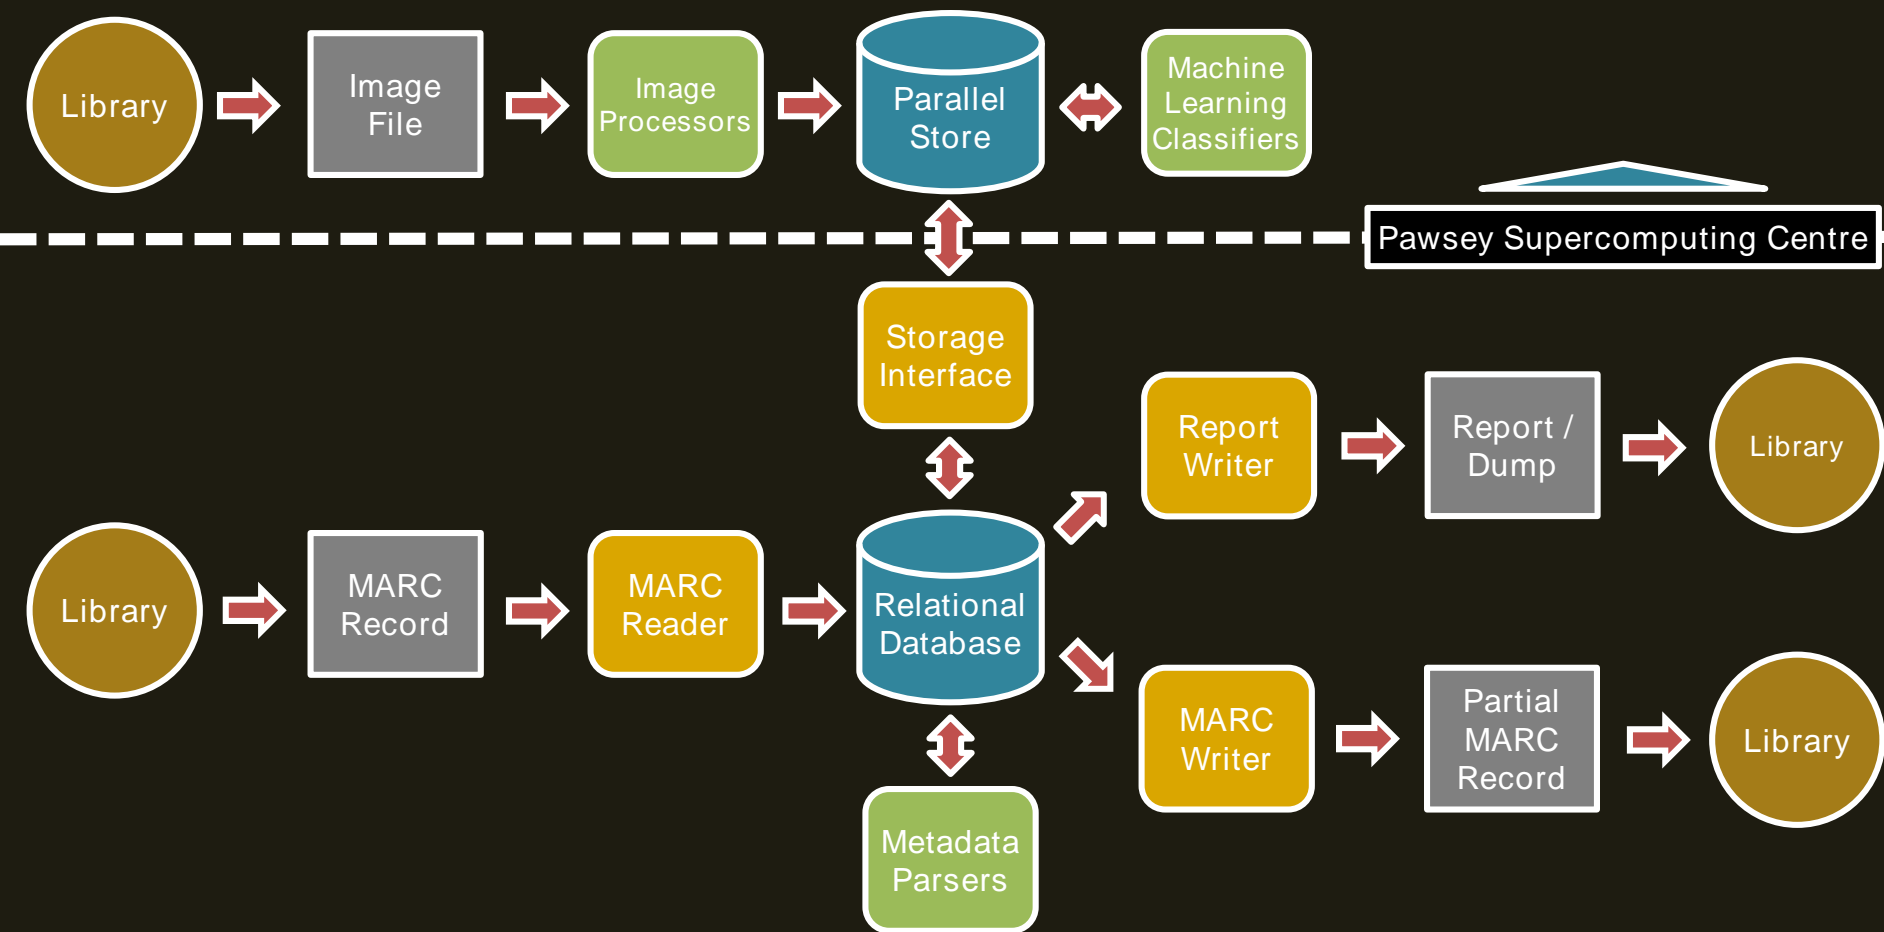 Library
Image
File
Image
Processors
Parallel
Store
Machine
Learning
Classifiers
Pawsey Supercomputing Centre
Storage
Interface
Report
Writer
Report /
Dump
Library
Library
MARC
Record
MARC
Reader
Relational
Database
MARC
Writer
Partial
MARC
Record
Library
Metadata
Parsers